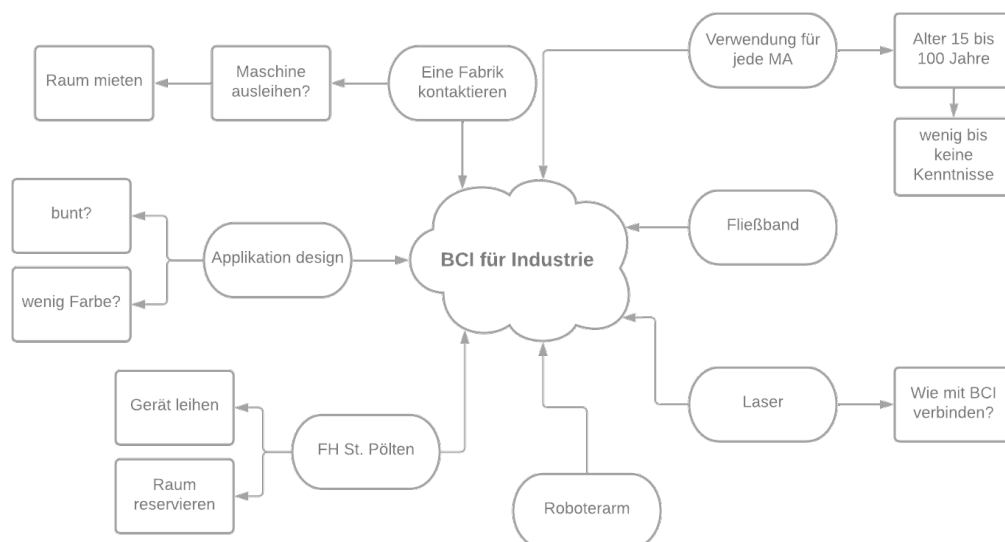 Verwendung für
jede MA
Alter 15 bis
100 Jahre
wenig bis
keine
Kenntnisse
Raum mieten
Maschine
ausleihen?
Eine Fabrik
kontaktieren
bunt?
wenig Farbe?
Applikation design
BCI für Industrie
Fließband
Gerät leihen
Raum
reservieren
FH St. Pölten
Roboterarm
Laser
Wie mit BCI
verbinden?